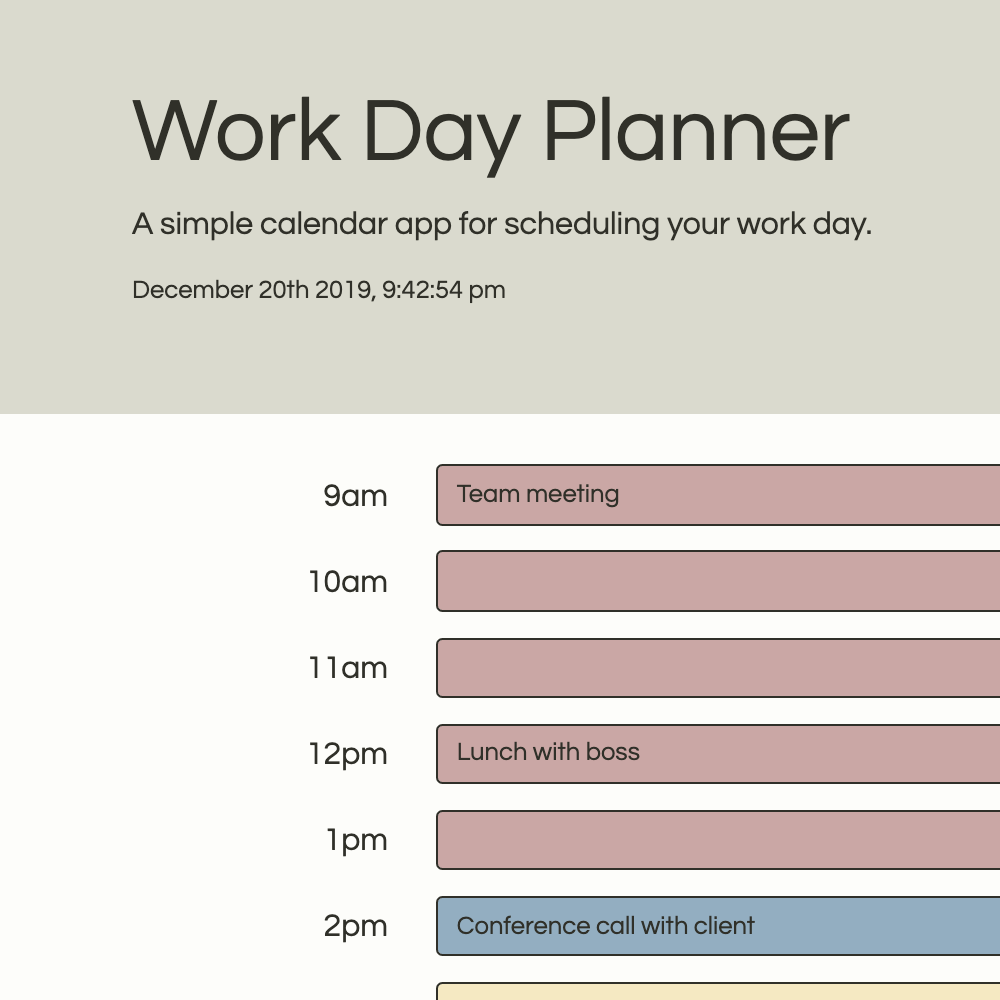 Work Day Planner
A simple calendar app for scheduling your work day.
December 20th 2019, 9:42:54 pm
9am Team meeting
10am
11am
12pm Lunch with boss
1pm
2pm Conference call with client